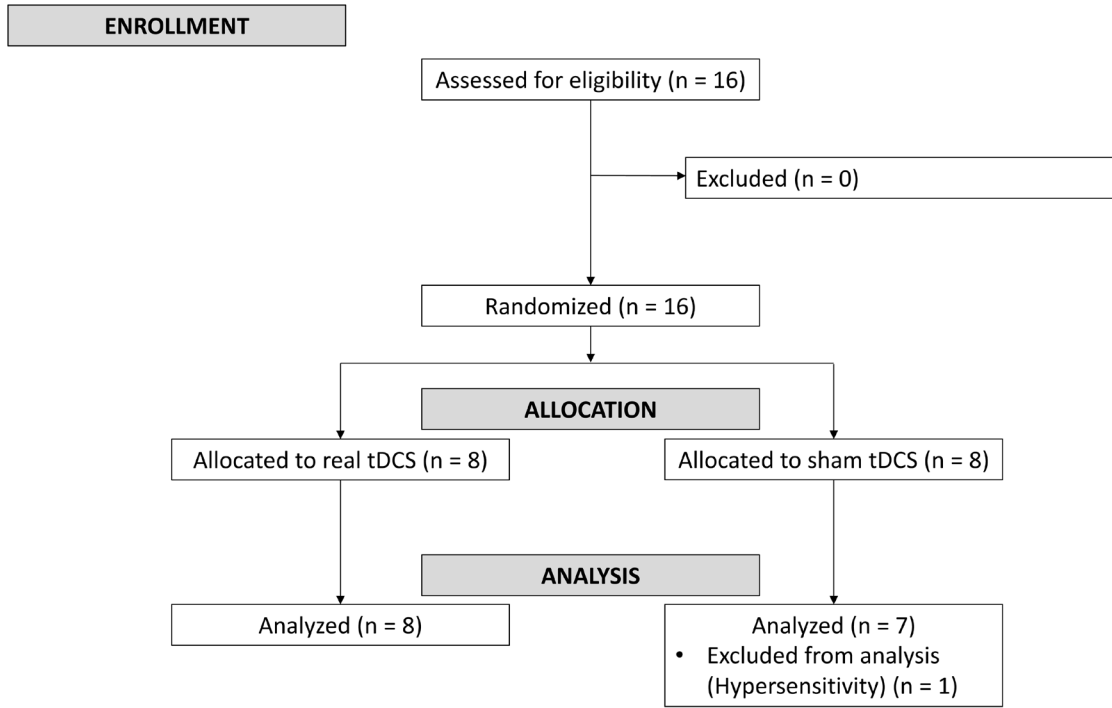 ENROLLMENT
Assessed for eligibility (n = 16)
Excluded (n = 0)
Randomized (n = 16)
ALLOCATION
Allocated to real tDCS (n = 8)
Allocated to sham tDCS (n = 8)
ANALYSIS
Analyzed (n = 8)
Analyzed (n = 7)
• Excluded from analysis
(Hypersensitivity) (n = 1)